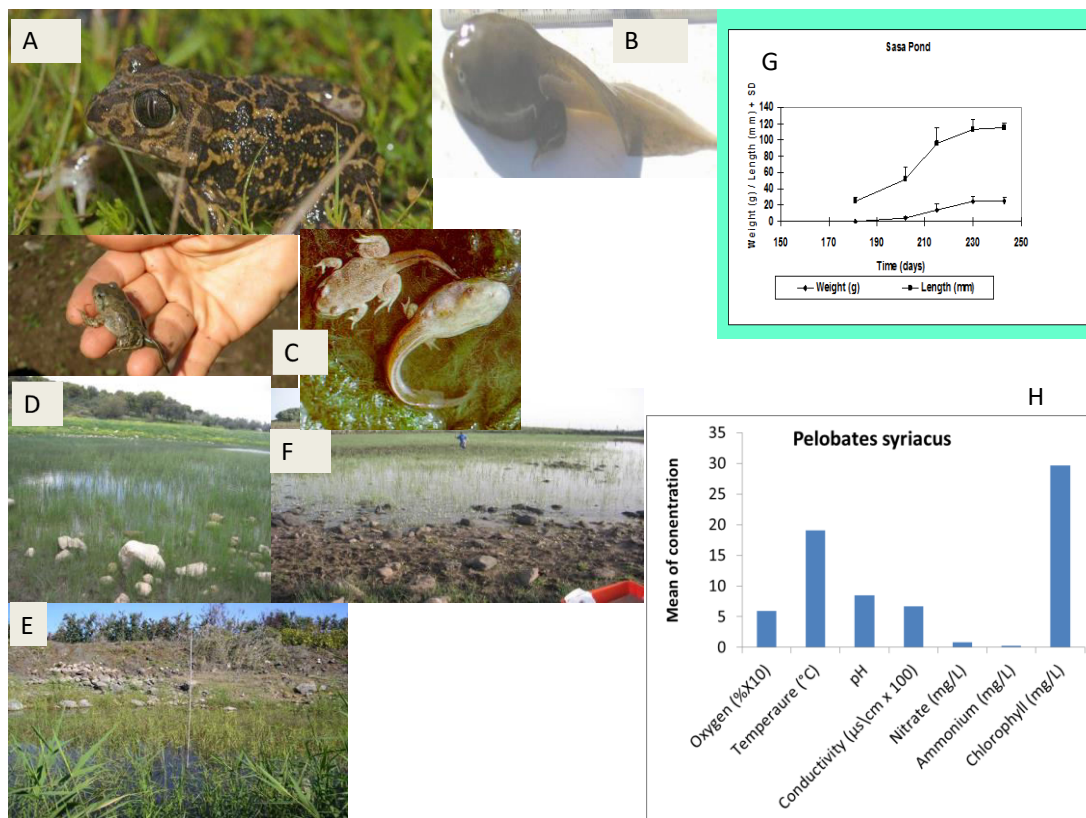 A
B
C
D
F
E
G
Sasa Pond
Weight (g) / Length (mm) + SD
140
120
100
80
60
40
20
0
150 170 190 210 230 250
Time (days)
Weight (g) Length (mm)
H
Pelobates syriacus
Mean of conentration
35
30
25
20
15
10
5
0
Oxygen (%X10)
Temperaure (°C)
pH
Conductivity (µs\cm x 100)
Nitrate (mg/L)
Ammonium (mg/L)
Chlorophyll (mg/L)